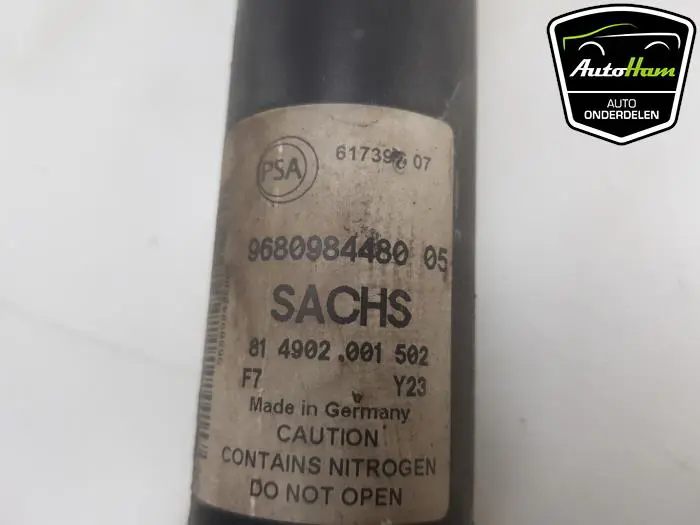 AutoHam
AUTO
ONDERDELEN
PSA
9680984480 05
SACHS
81 4902.001 502
F7 Y23
Made in Germany
CAUTION
CONTAINS NITROGEN
DO NOT OPEN